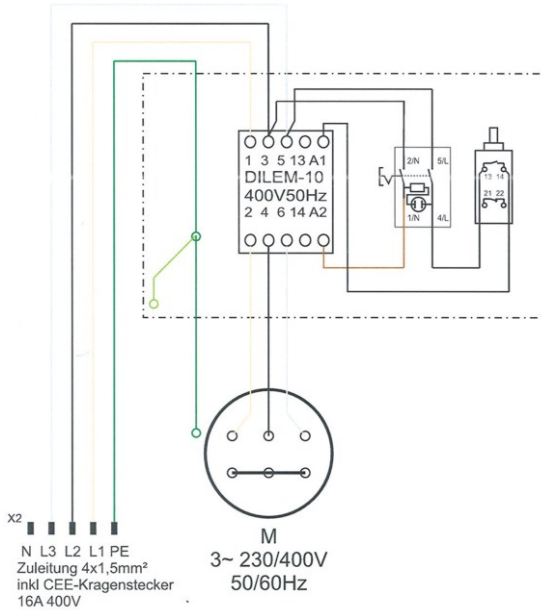 1 3 5 13 A1
DILEM-10
400V50Hz
2 4 6 14 A2
2/N 5/L
1/N 4/L
13 14
21 22
X2
N L3 L2 L1 PE
Zuleitung 4x1,5mm²
inkl CEE-Kragenstecker
16A 400V
M
3~ 230/400V
50/60Hz